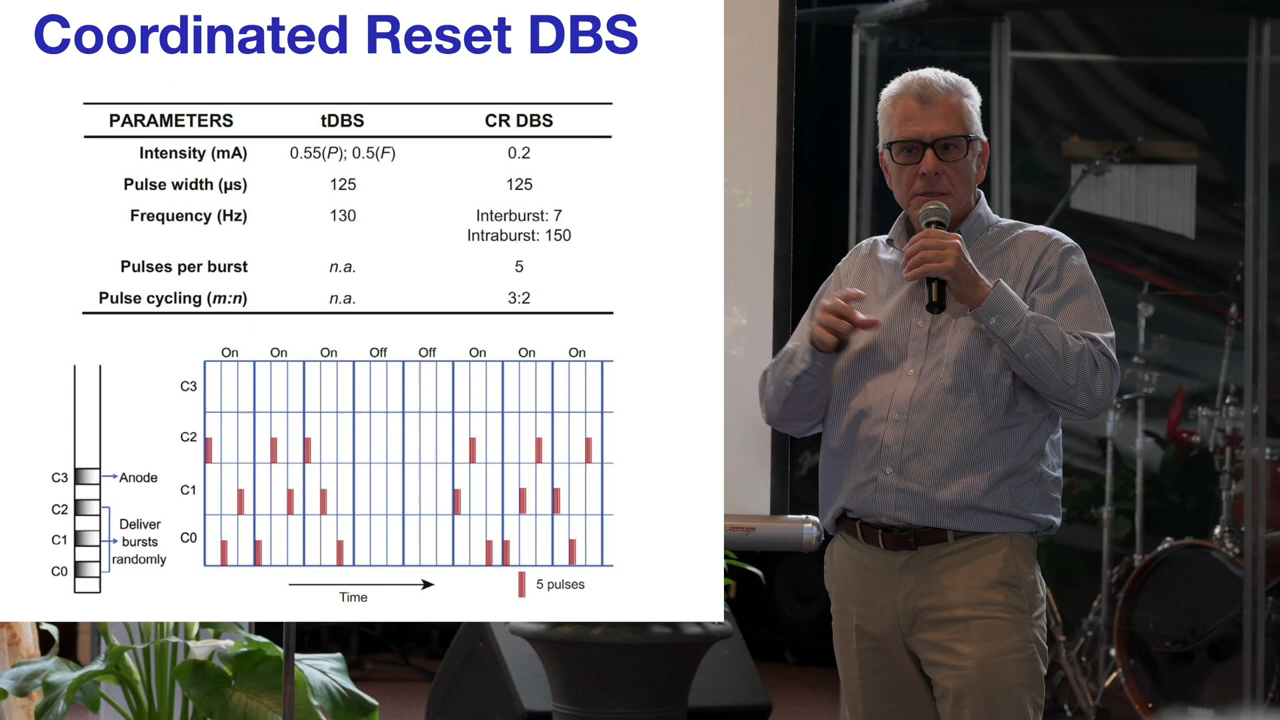 Coordinated Reset DBS
PARAMETERS tDBS CR DBS
Intensity (mA) 0.55(P); 0.5(F) 0.2
Pulse width (µs) 125 125
Frequency (Hz) 130 Interburst: 7
Intraburst: 150
Pulses per burst n.a. 5
Pulse cycling (m:n) n.a. 3:2
On On On Off Off On On On
C3
C2
C1
C0
C3 Anode
C2
C1
C0
Deliver
bursts
randomly
Time
5 pulses